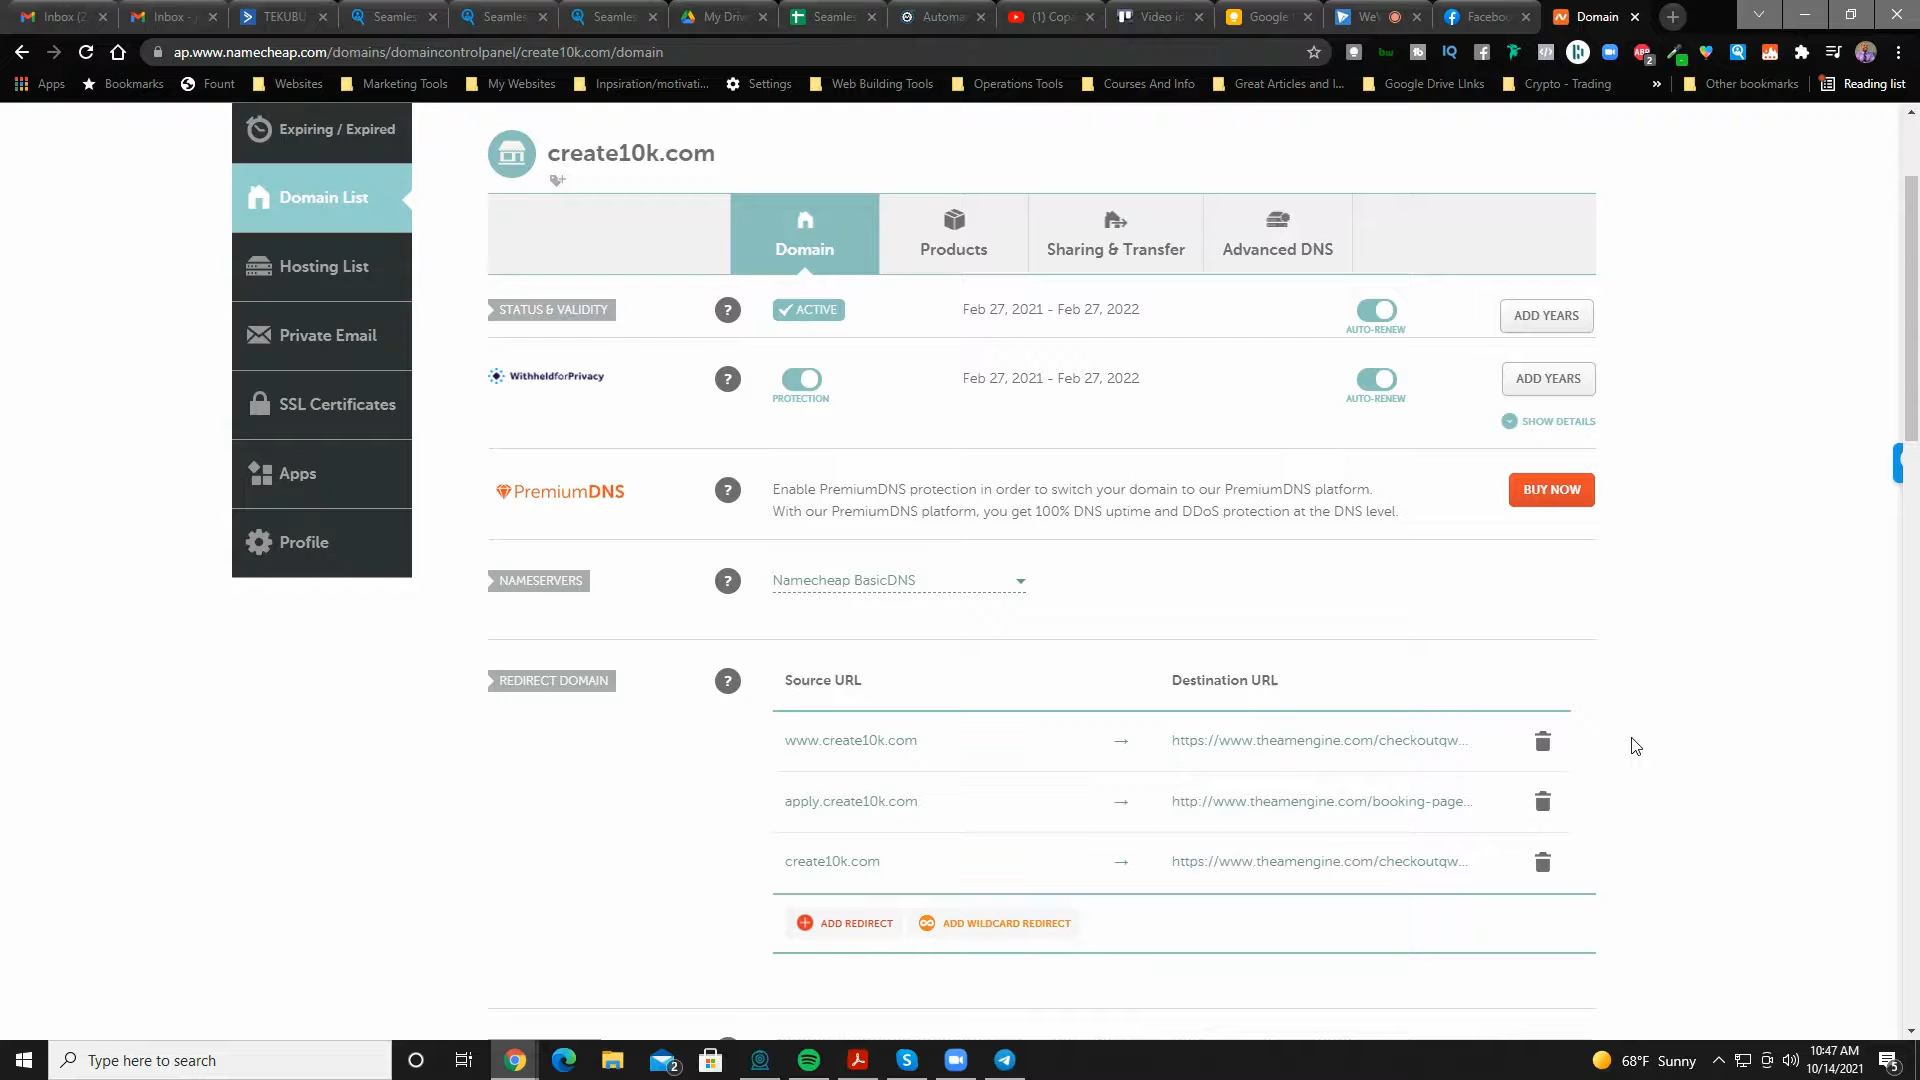 Inbox (2
Inbox -
TEKUBU
Seamles
Seamles
Seamles
My Driv
Seamles
Automa
(1) Copa
Video id
Google
We
Faceboo
Domain
ap.www.namecheap.com/domains/domaincontrolpanel/create10k.com/domain
Apps
Bookmarks
Fount
Websites
Marketing Tools
My Websites
Inpsiration/motivati...
Settings
Web Building Tools
Operations Tools
Courses And Info
Great Articles and I...
Google Drive LInks
Crypto - Trading
»
Other bookmarks
Reading list
Expiring / Expired
Domain List
Hosting List
Private Email
SSL Certificates
Apps
Profile
create10k.com
Domain
Products
Sharing & Transfer
Advanced DNS
STATUS & VALIDITY
?
ACTIVE
Feb 27, 2021 - Feb 27, 2022
AUTO-RENEW
ADD YEARS
WithheldforPrivacy
?
PROTECTION
Feb 27, 2021 - Feb 27, 2022
AUTO-RENEW
ADD YEARS
SHOW DETAILS
PremiumDNS
?
Enable PremiumDNS protection in order to switch your domain to our PremiumDNS platform.
With our PremiumDNS platform, you get 100% DNS uptime and DDoS protection at the DNS level.
BUY NOW
NAMESERVERS
?
Namecheap BasicDNS
REDIRECT DOMAIN
?
Source URL
Destination URL
www.create10k.com
→
https://www.theamengine.com/checkoutqw...
apply.create10k.com
→
http://www.theamengine.com/booking-page...
create10k.com
→
https://www.theamengine.com/checkoutqw...
ADD REDIRECT
ADD WILDCARD REDIRECT
Type here to search
2
68°F Sunny
10:47 AM
10/14/2021
5